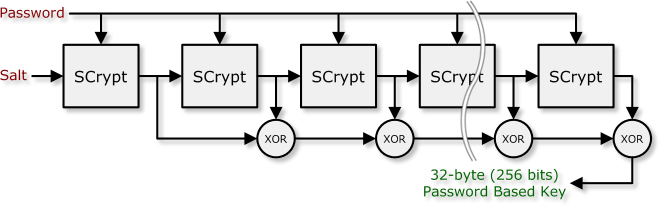 Password
Salt
SCrypt
SCrypt
SCrypt
SCrypt
SCrypt
XOR
XOR
XOR
XOR
32-byte (256 bits)
Password Based Key